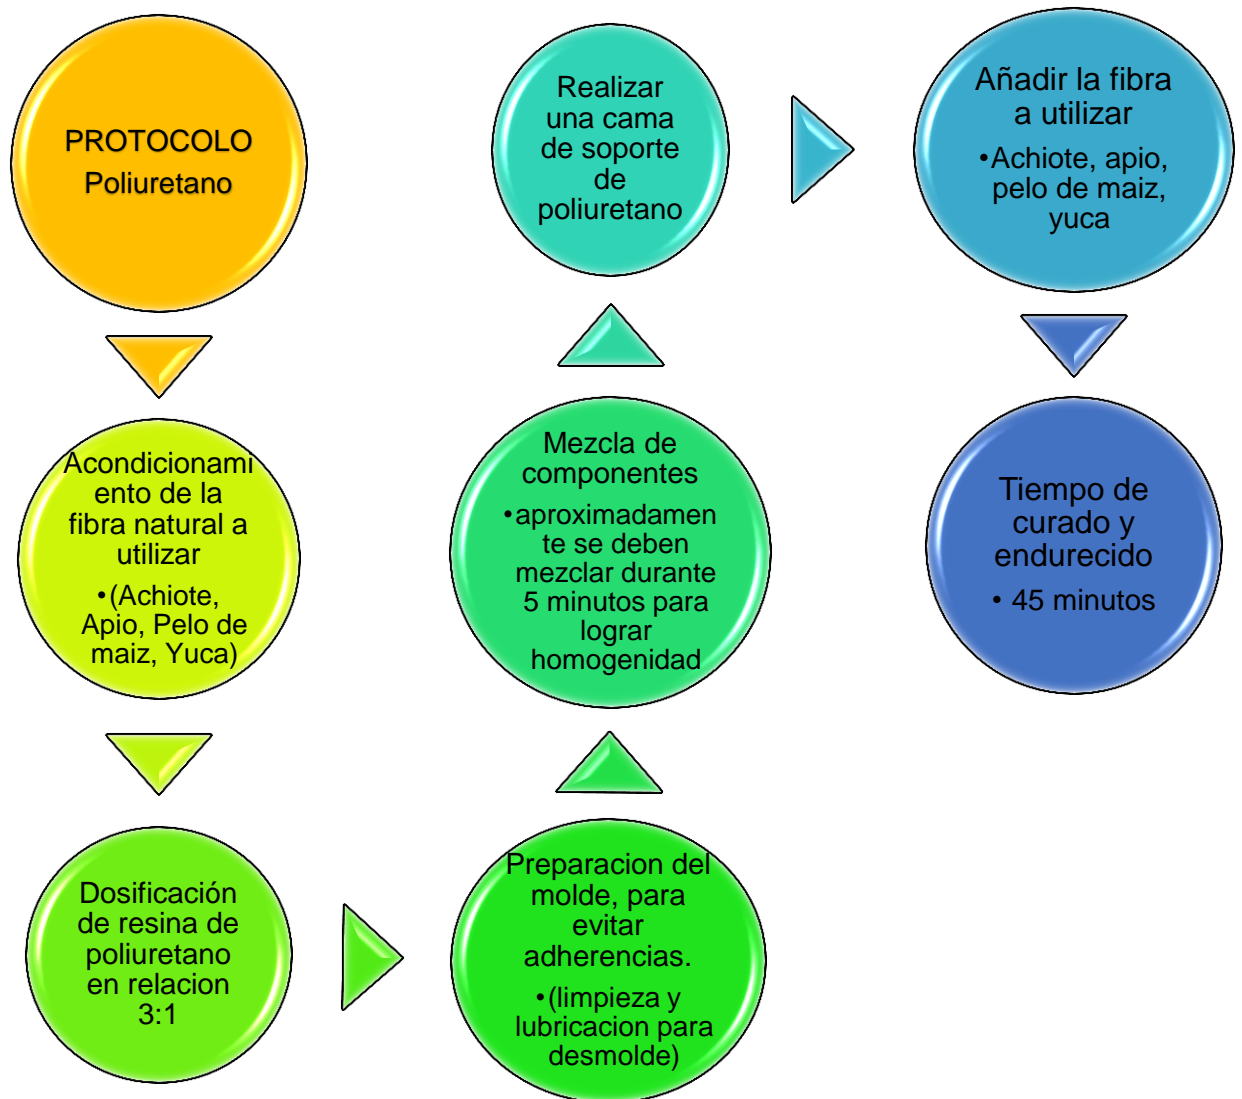 PROTOCOLO
Poliuretano
Acondicionami
ento de la
fibra natural a
utilizar
•(Achiote,
Apio, Pelo de
maiz, Yuca)
Dosificación
de resina de
poliuretano
en relacion
3:1
Preparacion del
molde, para
evitar
adherencias.
•(limpieza y
lubricacion para
desmolde)
Mezcla de
componentes
•aproximadamen
te se deben
mezclar durante
5 minutos para
lograr
homogenidad
Realizar
una cama
de soporte
de
poliuretano
Añadir la fibra
a utilizar
•Achiote, apio,
pelo de maiz,
yuca
Tiempo de
curado y
endurecido
• 45 minutos